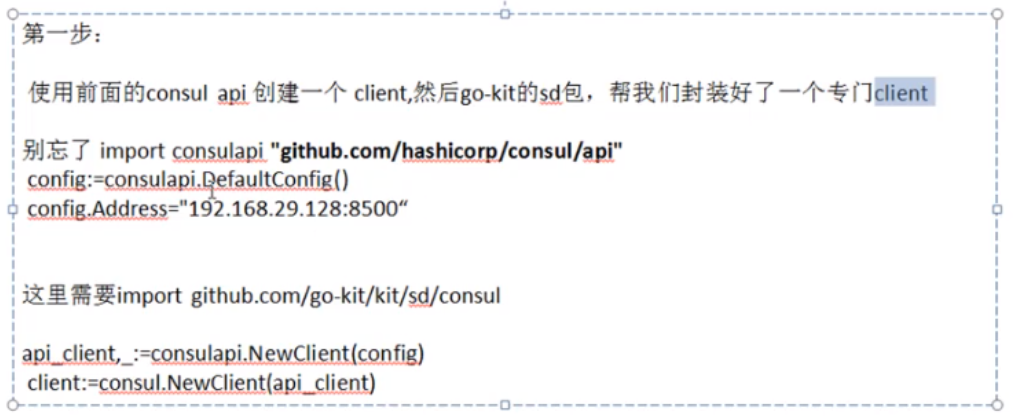 第一步：
使用前面的consul api 创建一个 client,然后go-kit的sd包，帮我们封装好了一个专门client
别忘了 import consulapi "github.com/hashicorp/consul/api"
config:=consulapi.DefaultConfig()
config.Address="192.168.29.128:8500“
这里需要import github.com/go-kit/kit/sd/consul
api_client,_:=consulapi.NewClient(config)
client:=consul.NewClient(api_client)